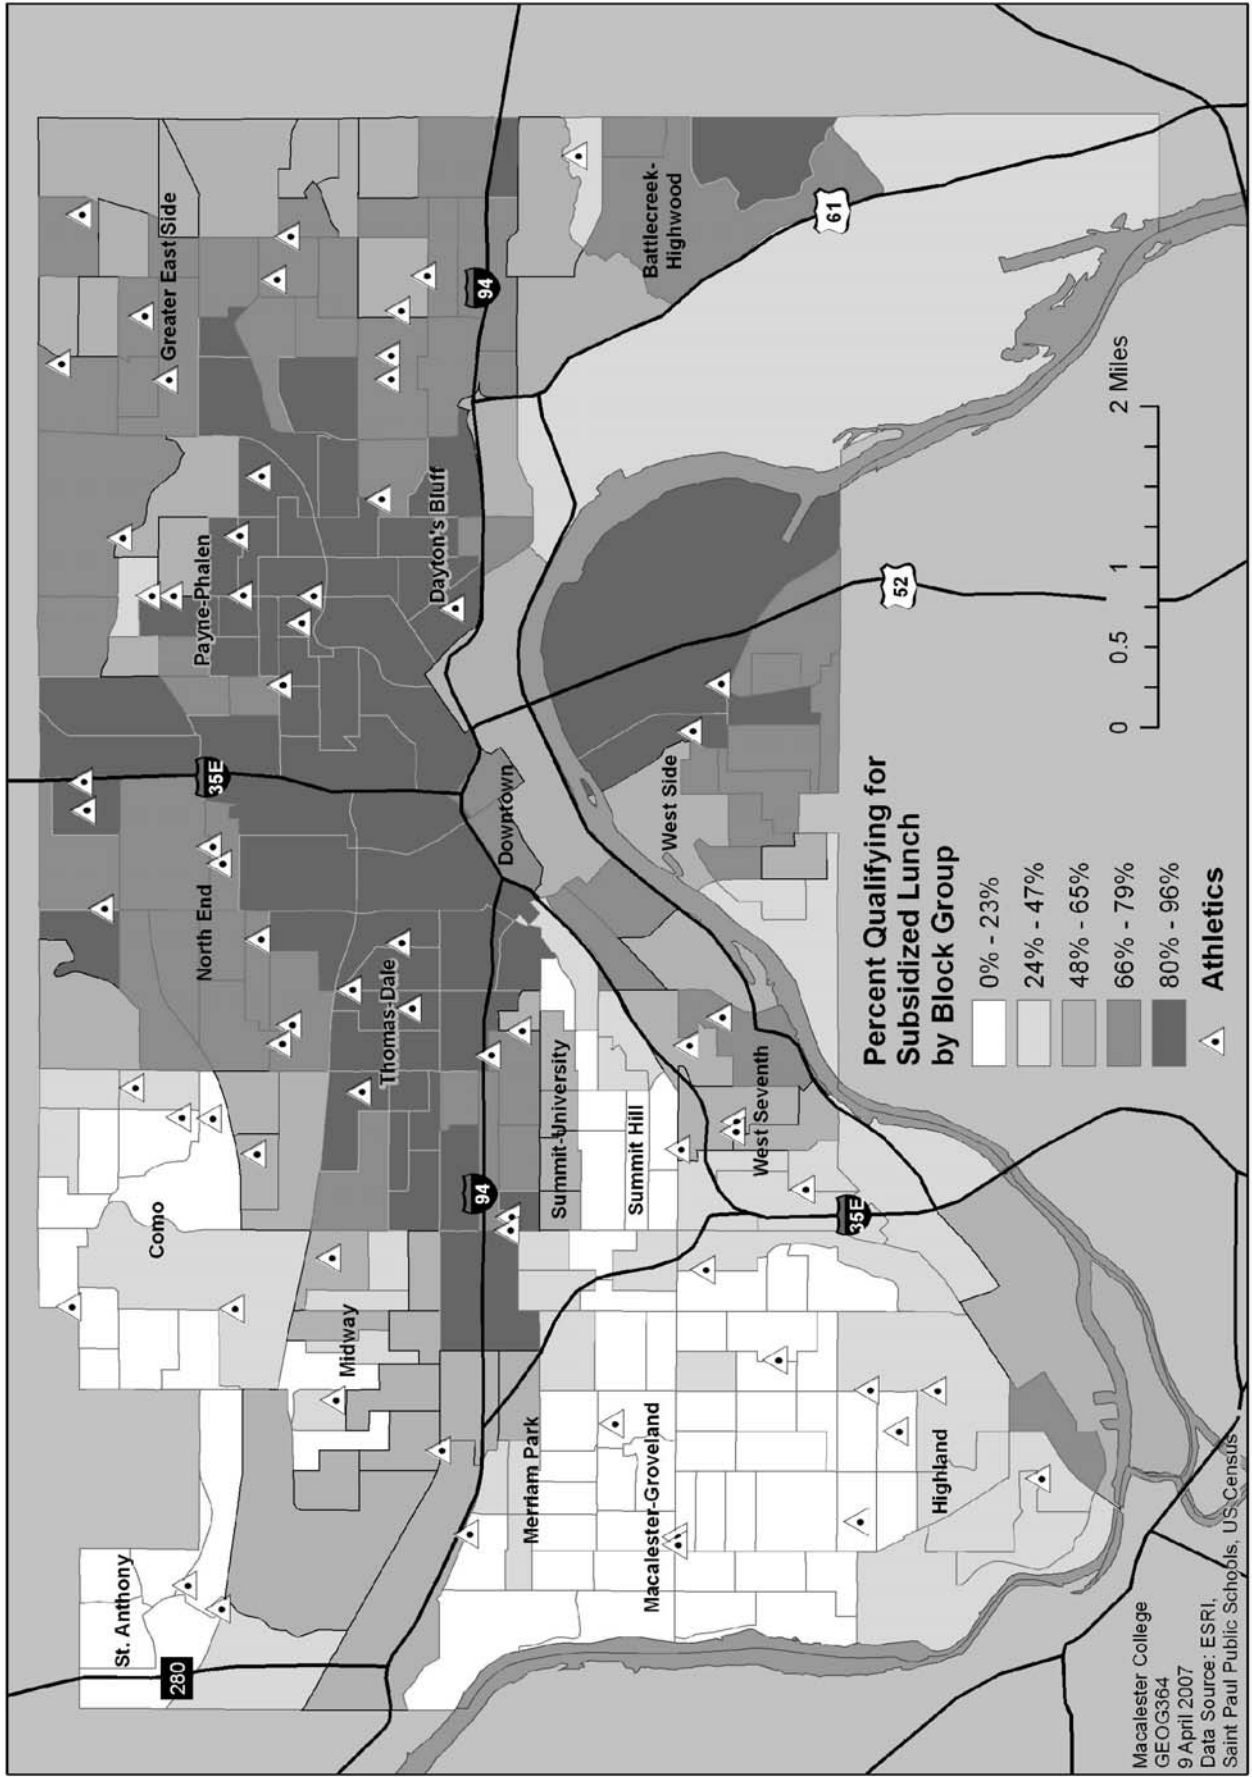 St. Anthony
280
Como
Midway
Merriam Park
Macalester-Groveland
Highland
94
Summit-University
Summit Hill
West Seventh
35E
Thomas-Dale
North End
35E
Downtown
West Side
Payne-Phalen
Dayton's Bluff
Greater East Side
94
Battlecreek-
Highwood
61
52
Percent Qualifying for
Subsidized Lunch
by Block Group
0% - 23%
24% - 47%
48% - 65%
66% - 79%
80% - 96%
Athletics
0 0.5 1 2 Miles
Macalester College
GEOG364
9 April 2007
Data Source: ESRI,
Saint Paul Public Schools, US Census